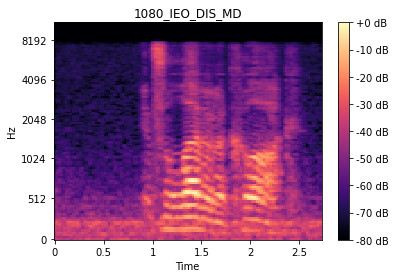 1080_IEO_DIS_MD
+0 dB
8192
-10 dB
4096
-20 dB
-30 dB
2048
-40 dB
Hz
1024
-50 dB
512
-60 dB
-70 dB
0
-80 dB
0 0.5 1 1.5 2 2.5
Time